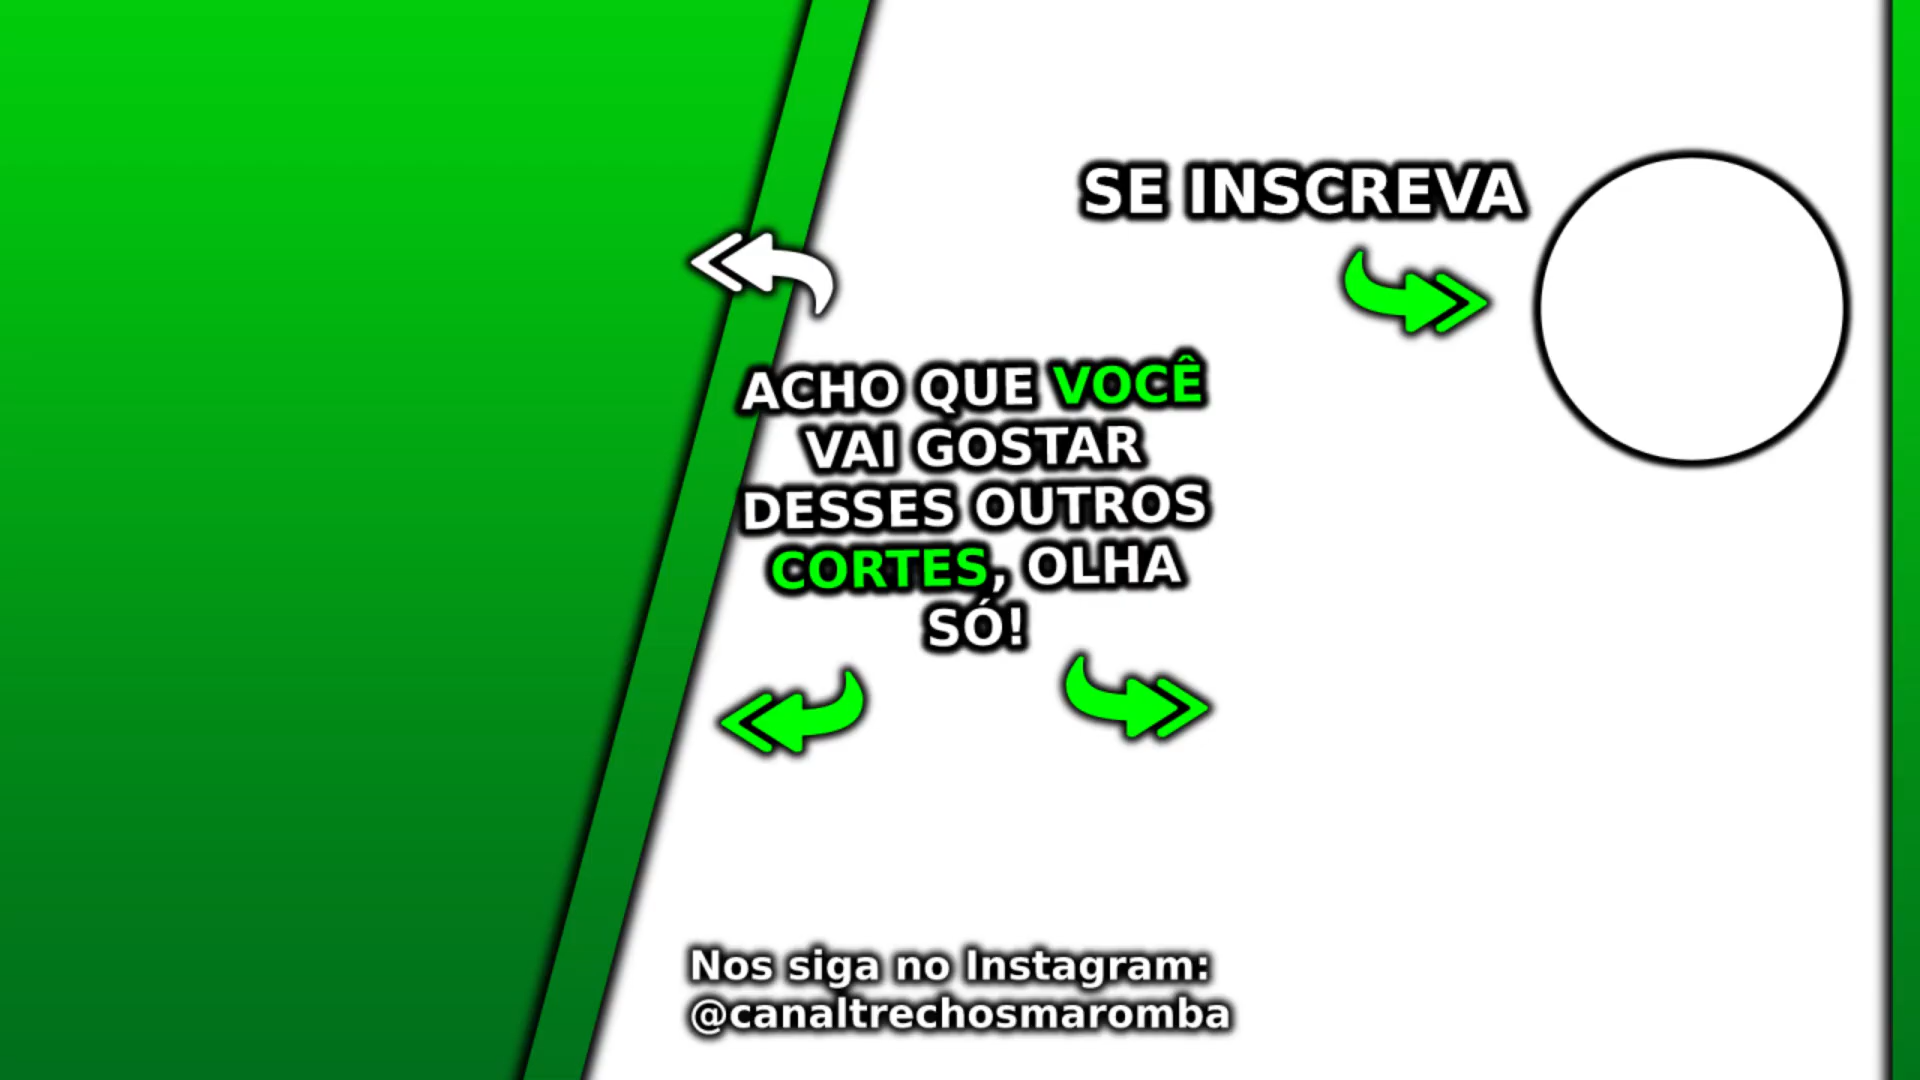 SE INSCREVA
ACHO QUE VOCÊ
VAI GOSTAR
DESSES OUTROS
CORTES, OLHA
SÓ!
Nos siga no Instagram:
@canaltrechosmaromba